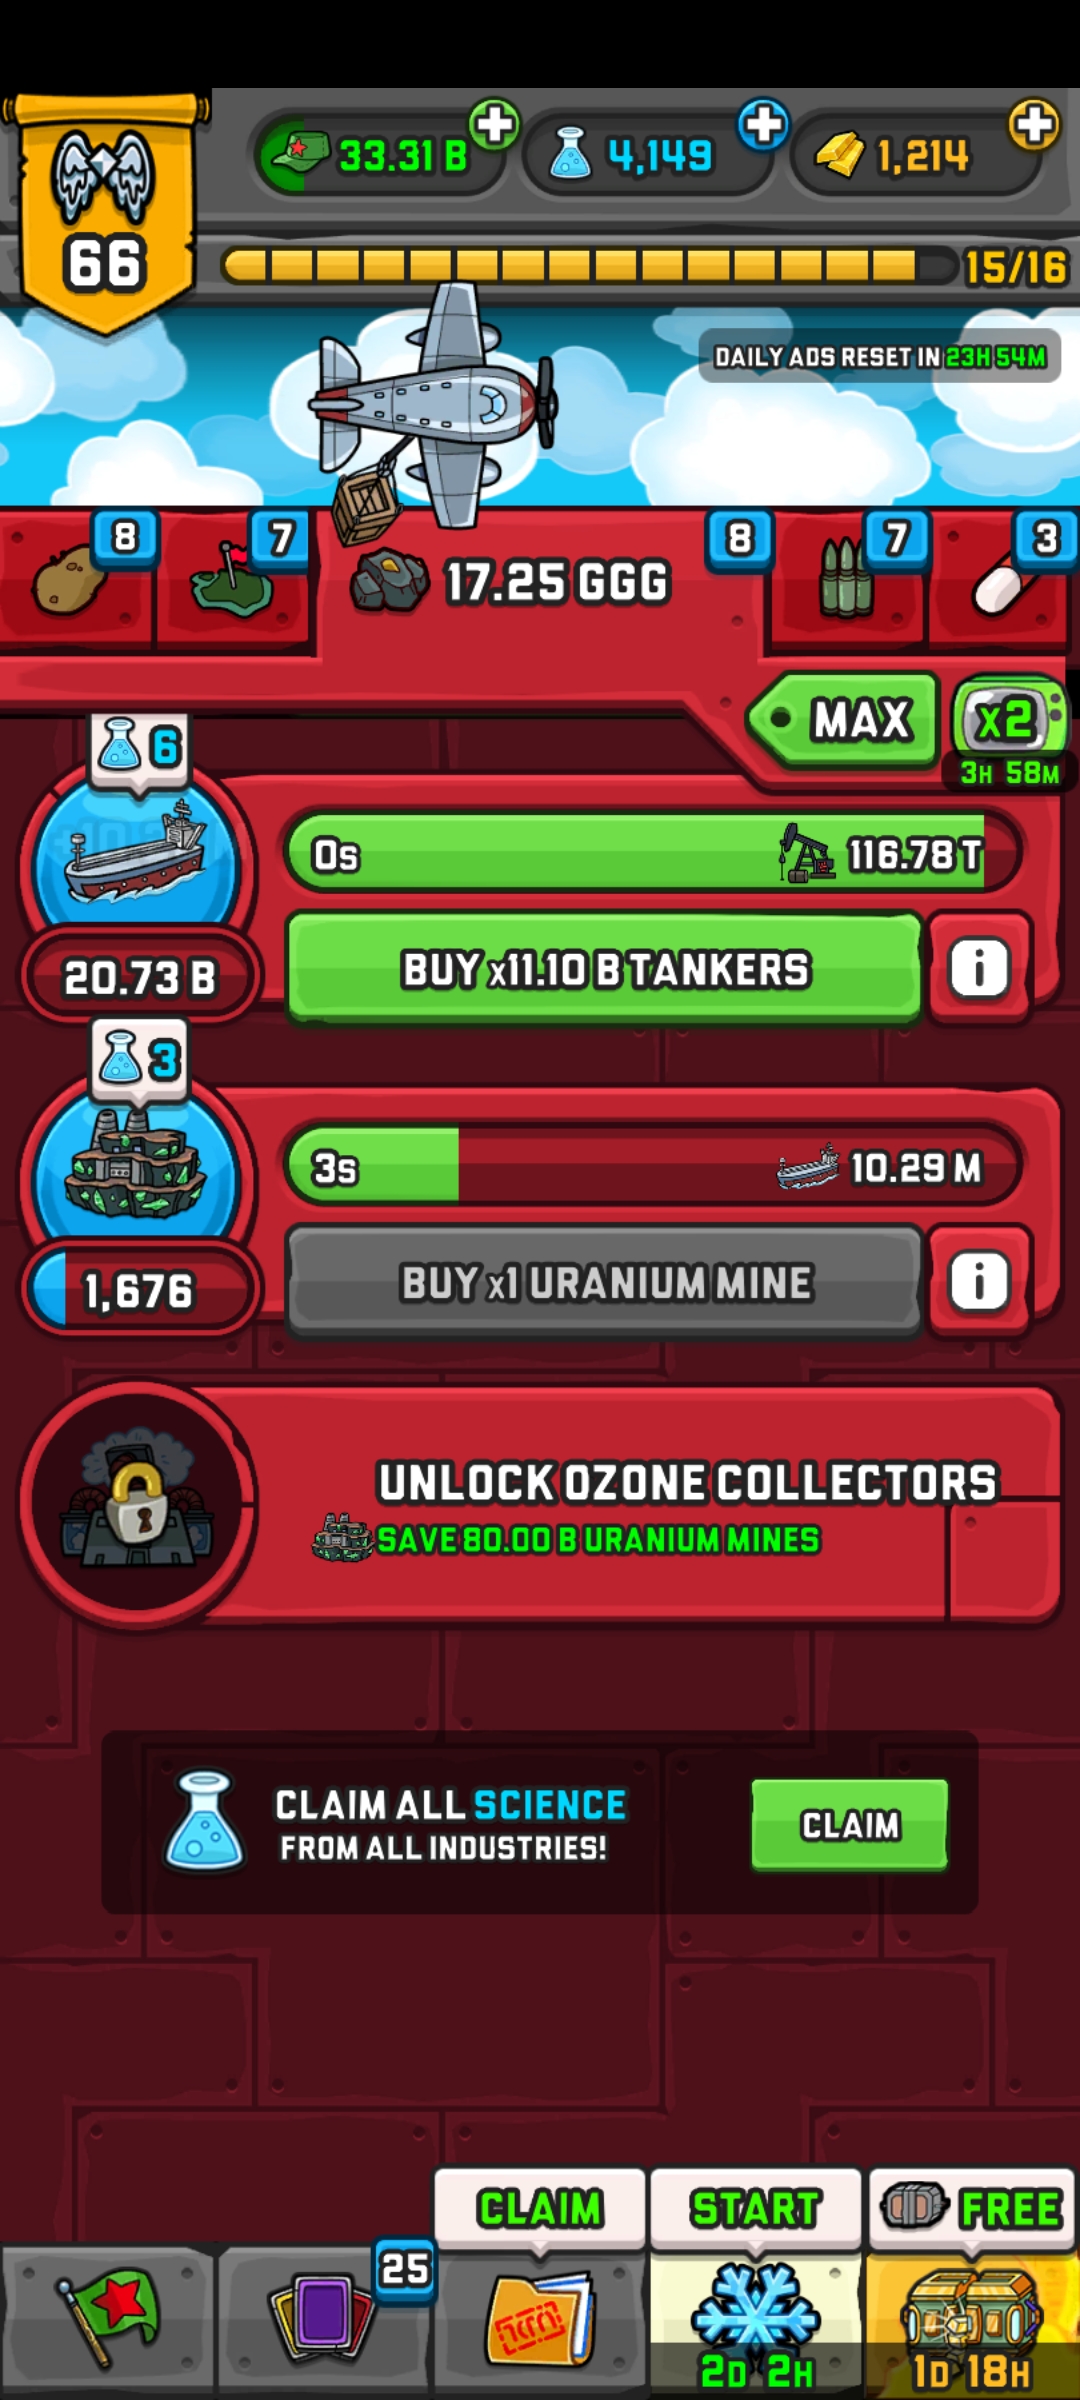 33.31 B
4,149
1,214
66
15/16
DAILY ADS RESET IN 23H 54M
8
7
17.25 GGG
8
7
3
MAX
x2
3H 58M
6
0s
116.78 T
20.73 B
BUY x11.10 B TANKERS
i
3
3s
10.29 M
1,676
BUY x1 URANIUM MINE
i
UNLOCK OZONE COLLECTORS
SAVE 80.00 B URANIUM MINES
CLAIM ALL SCIENCE
FROM ALL INDUSTRIES!
CLAIM
CLAIM
START
FREE
25
2D 2H
1D 18H